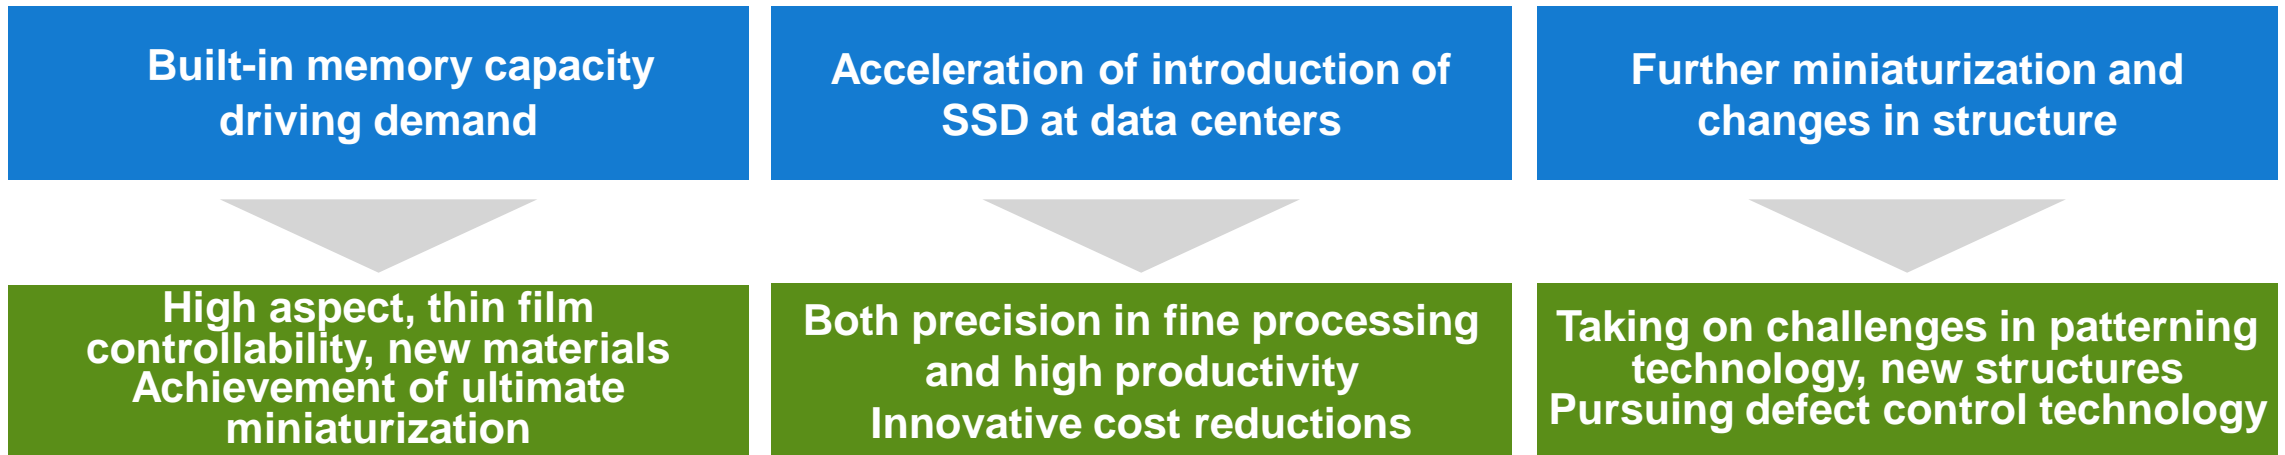 Built-in memory capacity
driving demand
Acceleration of introduction of
SSD at data centers
Further miniaturization and
changes in structure
High aspect, thin film
controllability, new materials
Achievement of ultimate
miniaturization
Both precision in fine processing
and high productivity
Innovative cost reductions
Taking on challenges in patterning
technology, new structures
Pursuing defect control technology